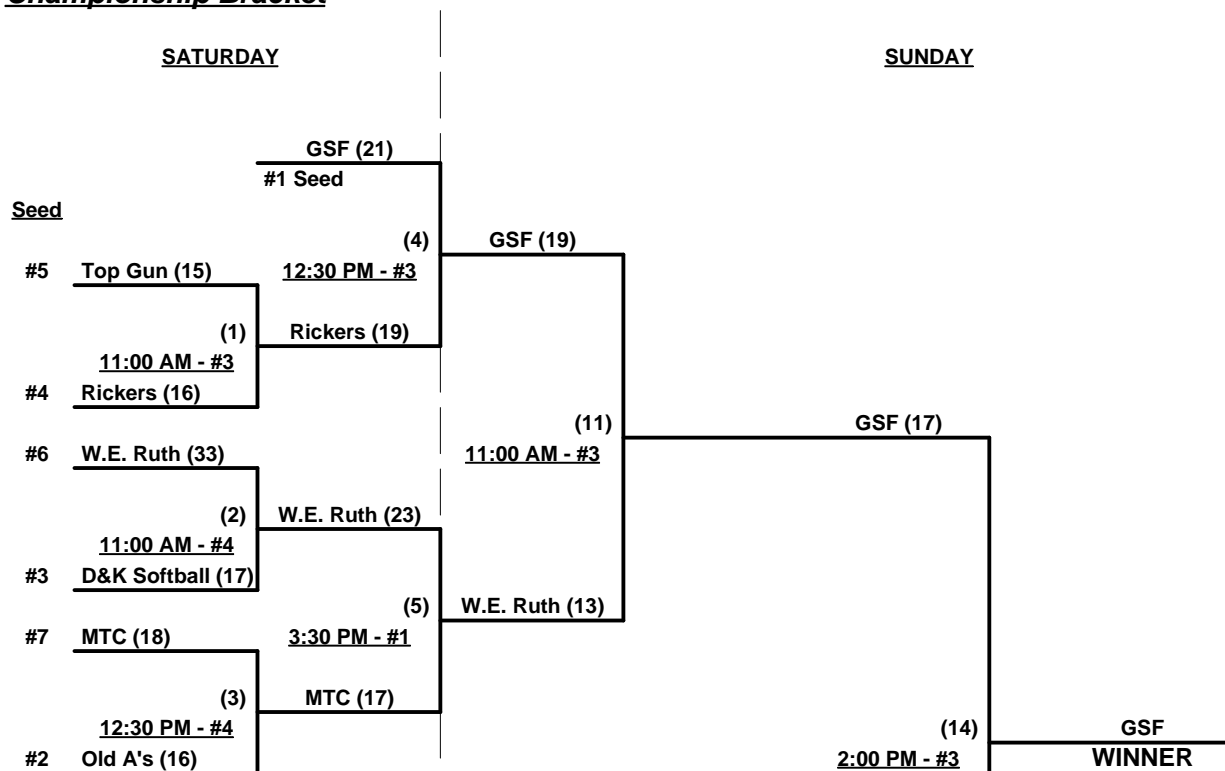 Championship Bracket
SATURDAY
SUNDAY
GSF (21)
#1 Seed
Seed
(4)
GSF (19)
#5 Top Gun (15)
12:30 PM - #3
(1)
Rickers (19)
11:00 AM - #3
#4 Rickers (16)
(11)
GSF (17)
#6 W.E. Ruth (33)
11:00 AM - #3
(2)
W.E. Ruth (23)
11:00 AM - #4
#3 D&K Softball (17)
(5)
W.E. Ruth (13)
#7 MTC (18)
3:30 PM - #1
(3)
MTC (17)
12:30 PM - #4
(14)
GSF
#2 Old A's (16)
2:00 PM - #3
WINNER